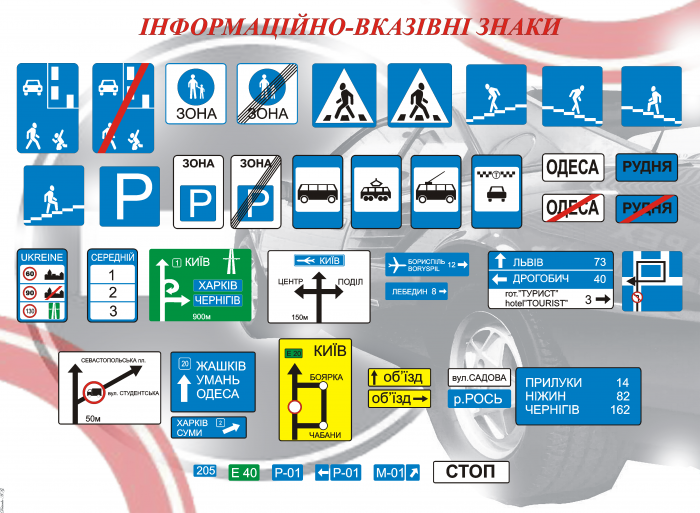 ІНФОРМАЦІЙНО-ВКАЗІВНІ ЗНАКИ
ЗОНА
ЗОНА
P
ЗОНА
P
ЗОНА
P
1
ОДЕСА
РУДНЯ
ОДЕСА
РУДНЯ
UKREINE
60
90
130
СЕРЕДНІЙ
1
2
3
1 КИЇВ
ХАРКІВ
ЧЕРНІГІВ
900м
КИЇВ
ЦЕНТР ПОДІЛ
150м
БОРИСПІЛЬ
BORYSPIL
12
ЛЕБЕДИН 8
ЛЬВІВ 73
ДРОГОБИЧ 40
гот."ТУРИСТ"
hotel"TOURIST"
3
СЕВАСТОПОЛЬСЬКА пл.
вул. СТУДЕНТСЬКА
50м
20 ЖАШКІВ
УМАНЬ
ОДЕСА
ХАРКІВ 2
СУМИ
E 20 КИЇВ
БОЯРКА
ЧАБАНИ
об'їзд
об'їзд
вул.САДОВА
р.РОСЬ
ПРИЛУКИ 14
НІЖИН 82
ЧЕРНІГІВ 162
205
E 40
Р-01
Р-01
М-01
СТОП